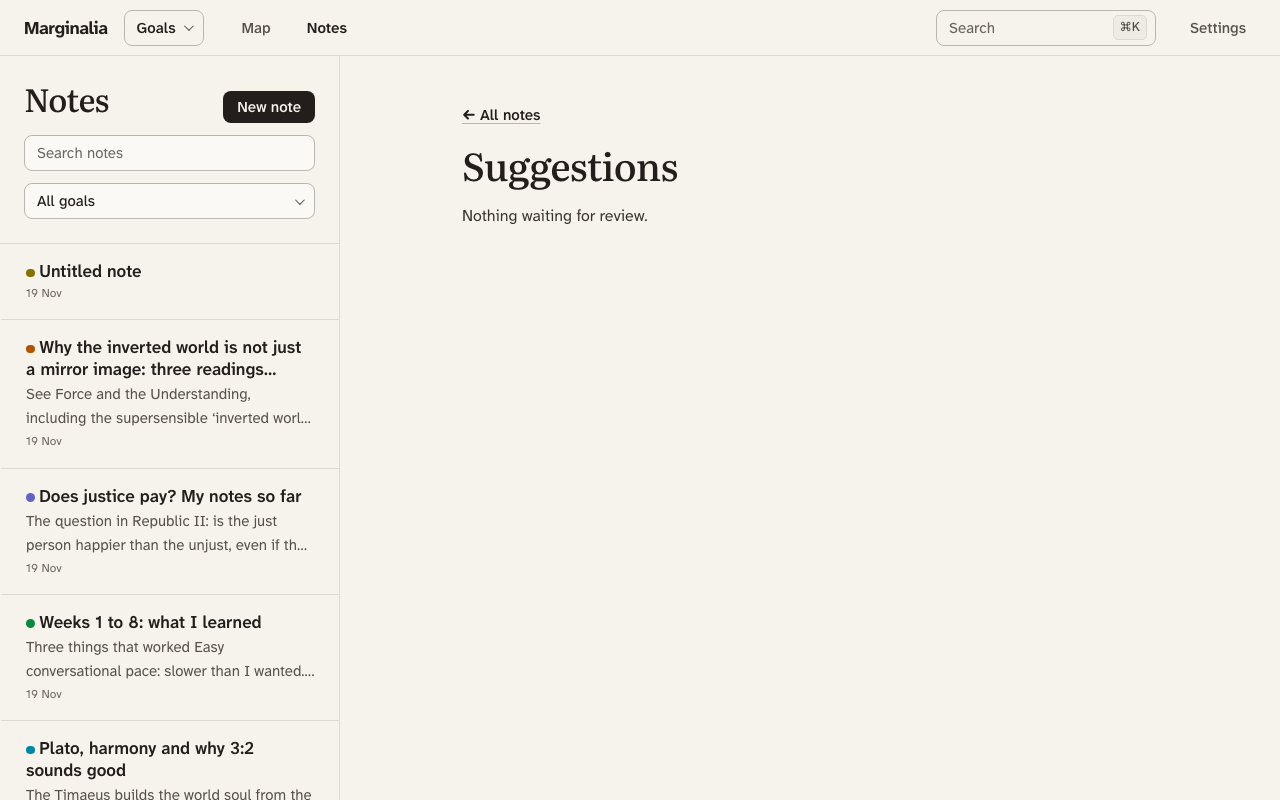 Marginalia
Goals
Map
Notes
Search
⌘K
Settings
Notes
New note
Search notes
All goals
Untitled note
19 Nov
Why the inverted world is not just
a mirror image: three readings…
See Force and the Understanding,
including the supersensible ‘inverted worl…
19 Nov
Does justice pay? My notes so far
The question in Republic II: is the just
person happier than the unjust, even if th…
19 Nov
Weeks 1 to 8: what I learned
Three things that worked Easy
conversational pace: slower than I wanted.…
19 Nov
Plato, harmony and why 3:2
sounds good
The Timaeus builds the world soul from the
← All notes
Suggestions
Nothing waiting for review.